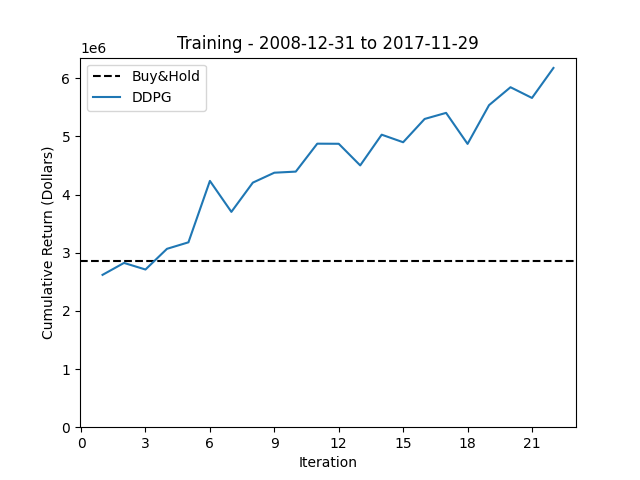 Training - 2008-12-31 to 2017-11-29
1e6
Buy&Hold
DDPG
Cumulative Return (Dollars)
6
5
4
3
2
1
0
0 3 6 9 12 15 18 21
Iteration